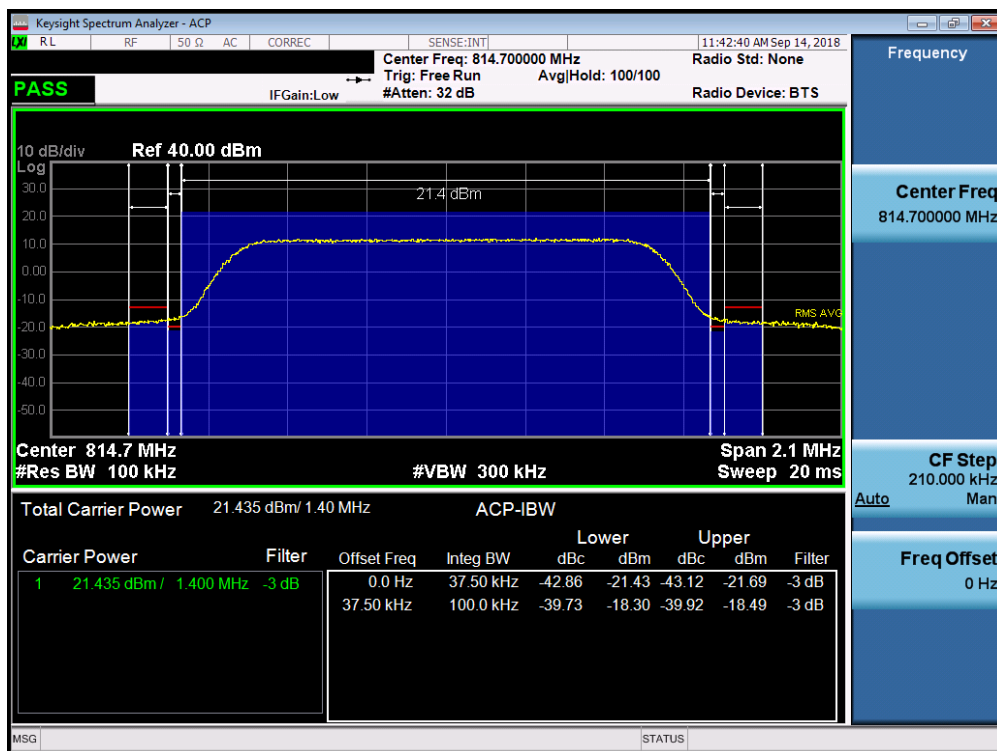 Keysight Spectrum Analyzer - ACP
LXI RL RF 50 Ω AC CORREC SENSE:INT 11:42:40 AM Sep 14, 2018
Center Freq: 814.700000 MHz Radio Std: None
Trig: Free Run Avg|Hold: 100/100
PASS IFGain:Low #Atten: 32 dB Radio Device: BTS
10 dB/div Ref 40.00 dBm
Log
30.0
21.4 dBm
20.0
10.0
0.00
-10.0
RMS AVG
-20.0
-30.0
-40.0
-50.0
Center 814.7 MHz Span 2.1 MHz
#Res BW 100 kHz #VBW 300 kHz Sweep 20 ms
Total Carrier Power 21.435 dBm/ 1.40 MHz ACP-IBW
Lower Upper
Carrier Power Filter Offset Freq Integ BW dBc dBm dBc dBm Filter
1 21.435 dBm / 1.400 MHz -3 dB 0.0 Hz 37.50 kHz -42.86 -21.43 -43.12 -21.69 -3 dB
37.50 kHz 100.0 kHz -39.73 -18.30 -39.92 -18.49 -3 dB
MSG STATUS
Frequency
Center Freq
814.700000 MHz
CF Step
210.000 kHz
Auto Man
Freq Offset
0 Hz